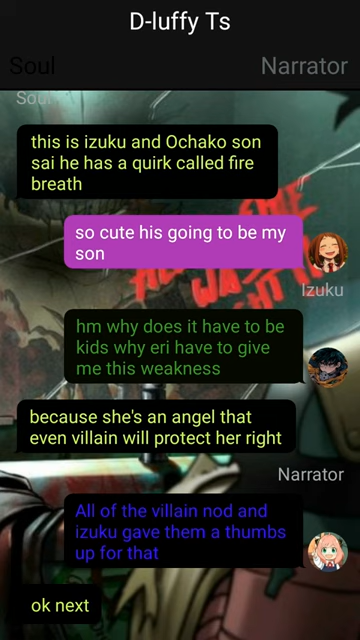 D-luffy Ts
Soul
Narrator
Soul
this is izuku and Ochako son
sai he has a quirk called fire
breath
so cute his going to be my
son
Izuku
hm why does it have to be
kids why eri have to give
me this weakness
because she's an angel that
even villain will protect her right
Narrator
All of the villain nod and
izuku gave them a thumbs
up for that
ok next